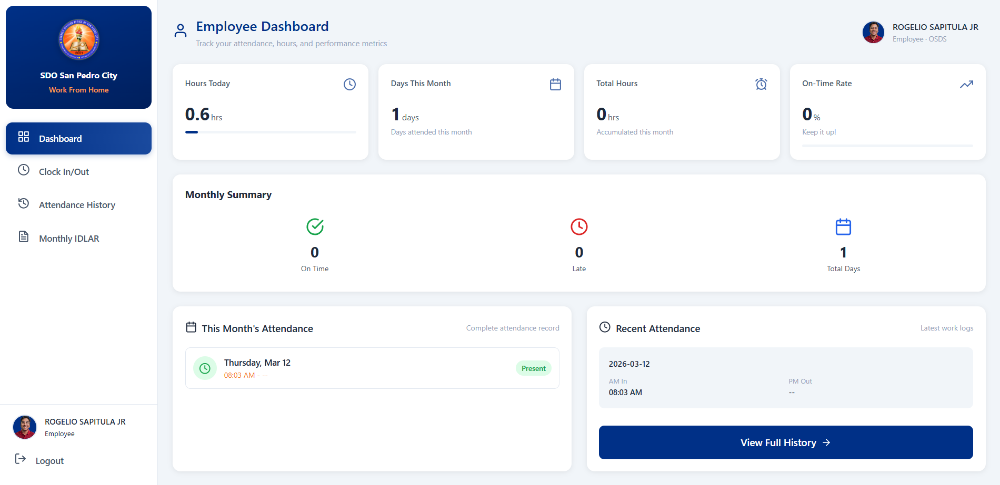 SDO San Pedro City
Work From Home
Dashboard
Clock In/Out
Attendance History
Monthly IDLAR
ROGELIO SAPITULA JR
Employee
Logout
Employee Dashboard
Track your attendance, hours, and performance metrics
ROGELIO SAPITULA JR
Employee · OSDS
Hours Today
0.6 hrs
Days This Month
1 days
Days attended this month
Total Hours
0 hrs
Accumulated this month
On-Time Rate
0 %
Keep it up!
Monthly Summary
0
On Time
0
Late
1
Total Days
This Month's Attendance
Complete attendance record
Thursday, Mar 12
08:03 AM - --
Present
Recent Attendance
Latest work logs
2026-03-12
AM In
08:03 AM
PM Out
--
View Full History →